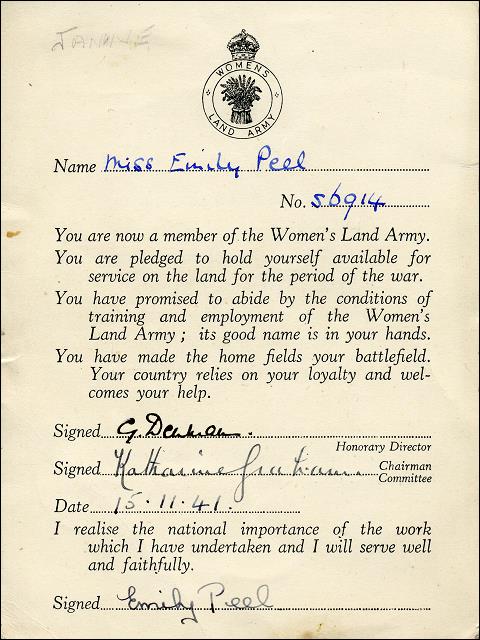 JANNIE
WOMENS
LAND ARMY
Name Miss Emily Peel
No. 56914
You are now a member of the Women's Land Army.
You are pledged to hold yourself available for
service on the land for the period of the war.
You have promised to abide by the conditions of
training and employment of the Women's
Land Army ; its good name is in your hands.
You have made the home fields your battlefield.
Your country relies on your loyalty and wel-
comes your help.
Signed G. Denman.
Honorary Director
Signed Katharine Graham. Chairman
Committee
Date 15.11.41.
I realise the national importance of the work
which I have undertaken and I will serve well
and faithfully.
Signed Emily Peel